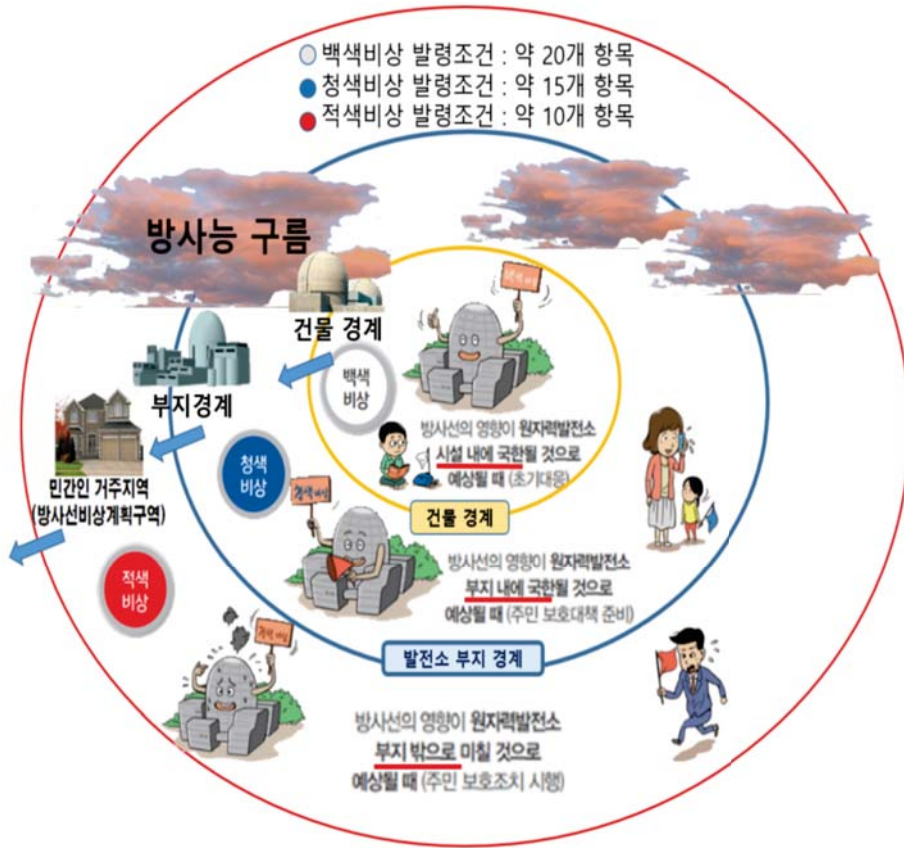 백색비상 발령조건 : 약 20개 항목
청색비상 발령조건 : 약 15개 항목
적색비상 발령조건 : 약 10개 항목
방사능 구름
건물 경계
백색비상
백색
비상
방사선의 영향이 원자력발전소
시설 내에 국한될 것으로
예상될 때 (초기대응)
건물 경계
부지경계
청색
비상
청색비상
방사선의 영향이 원자력발전소
부지 내에 국한될 것으로
예상될 때 (주민 보호대책 준비)
발전소 부지 경계
민간인 거주지역
(방사선비상계획구역)
적색
비상
방사선의 영향이 원자력발전소
부지 밖으로 미칠 것으로
예상될 때 (주민 보호조치 시행)